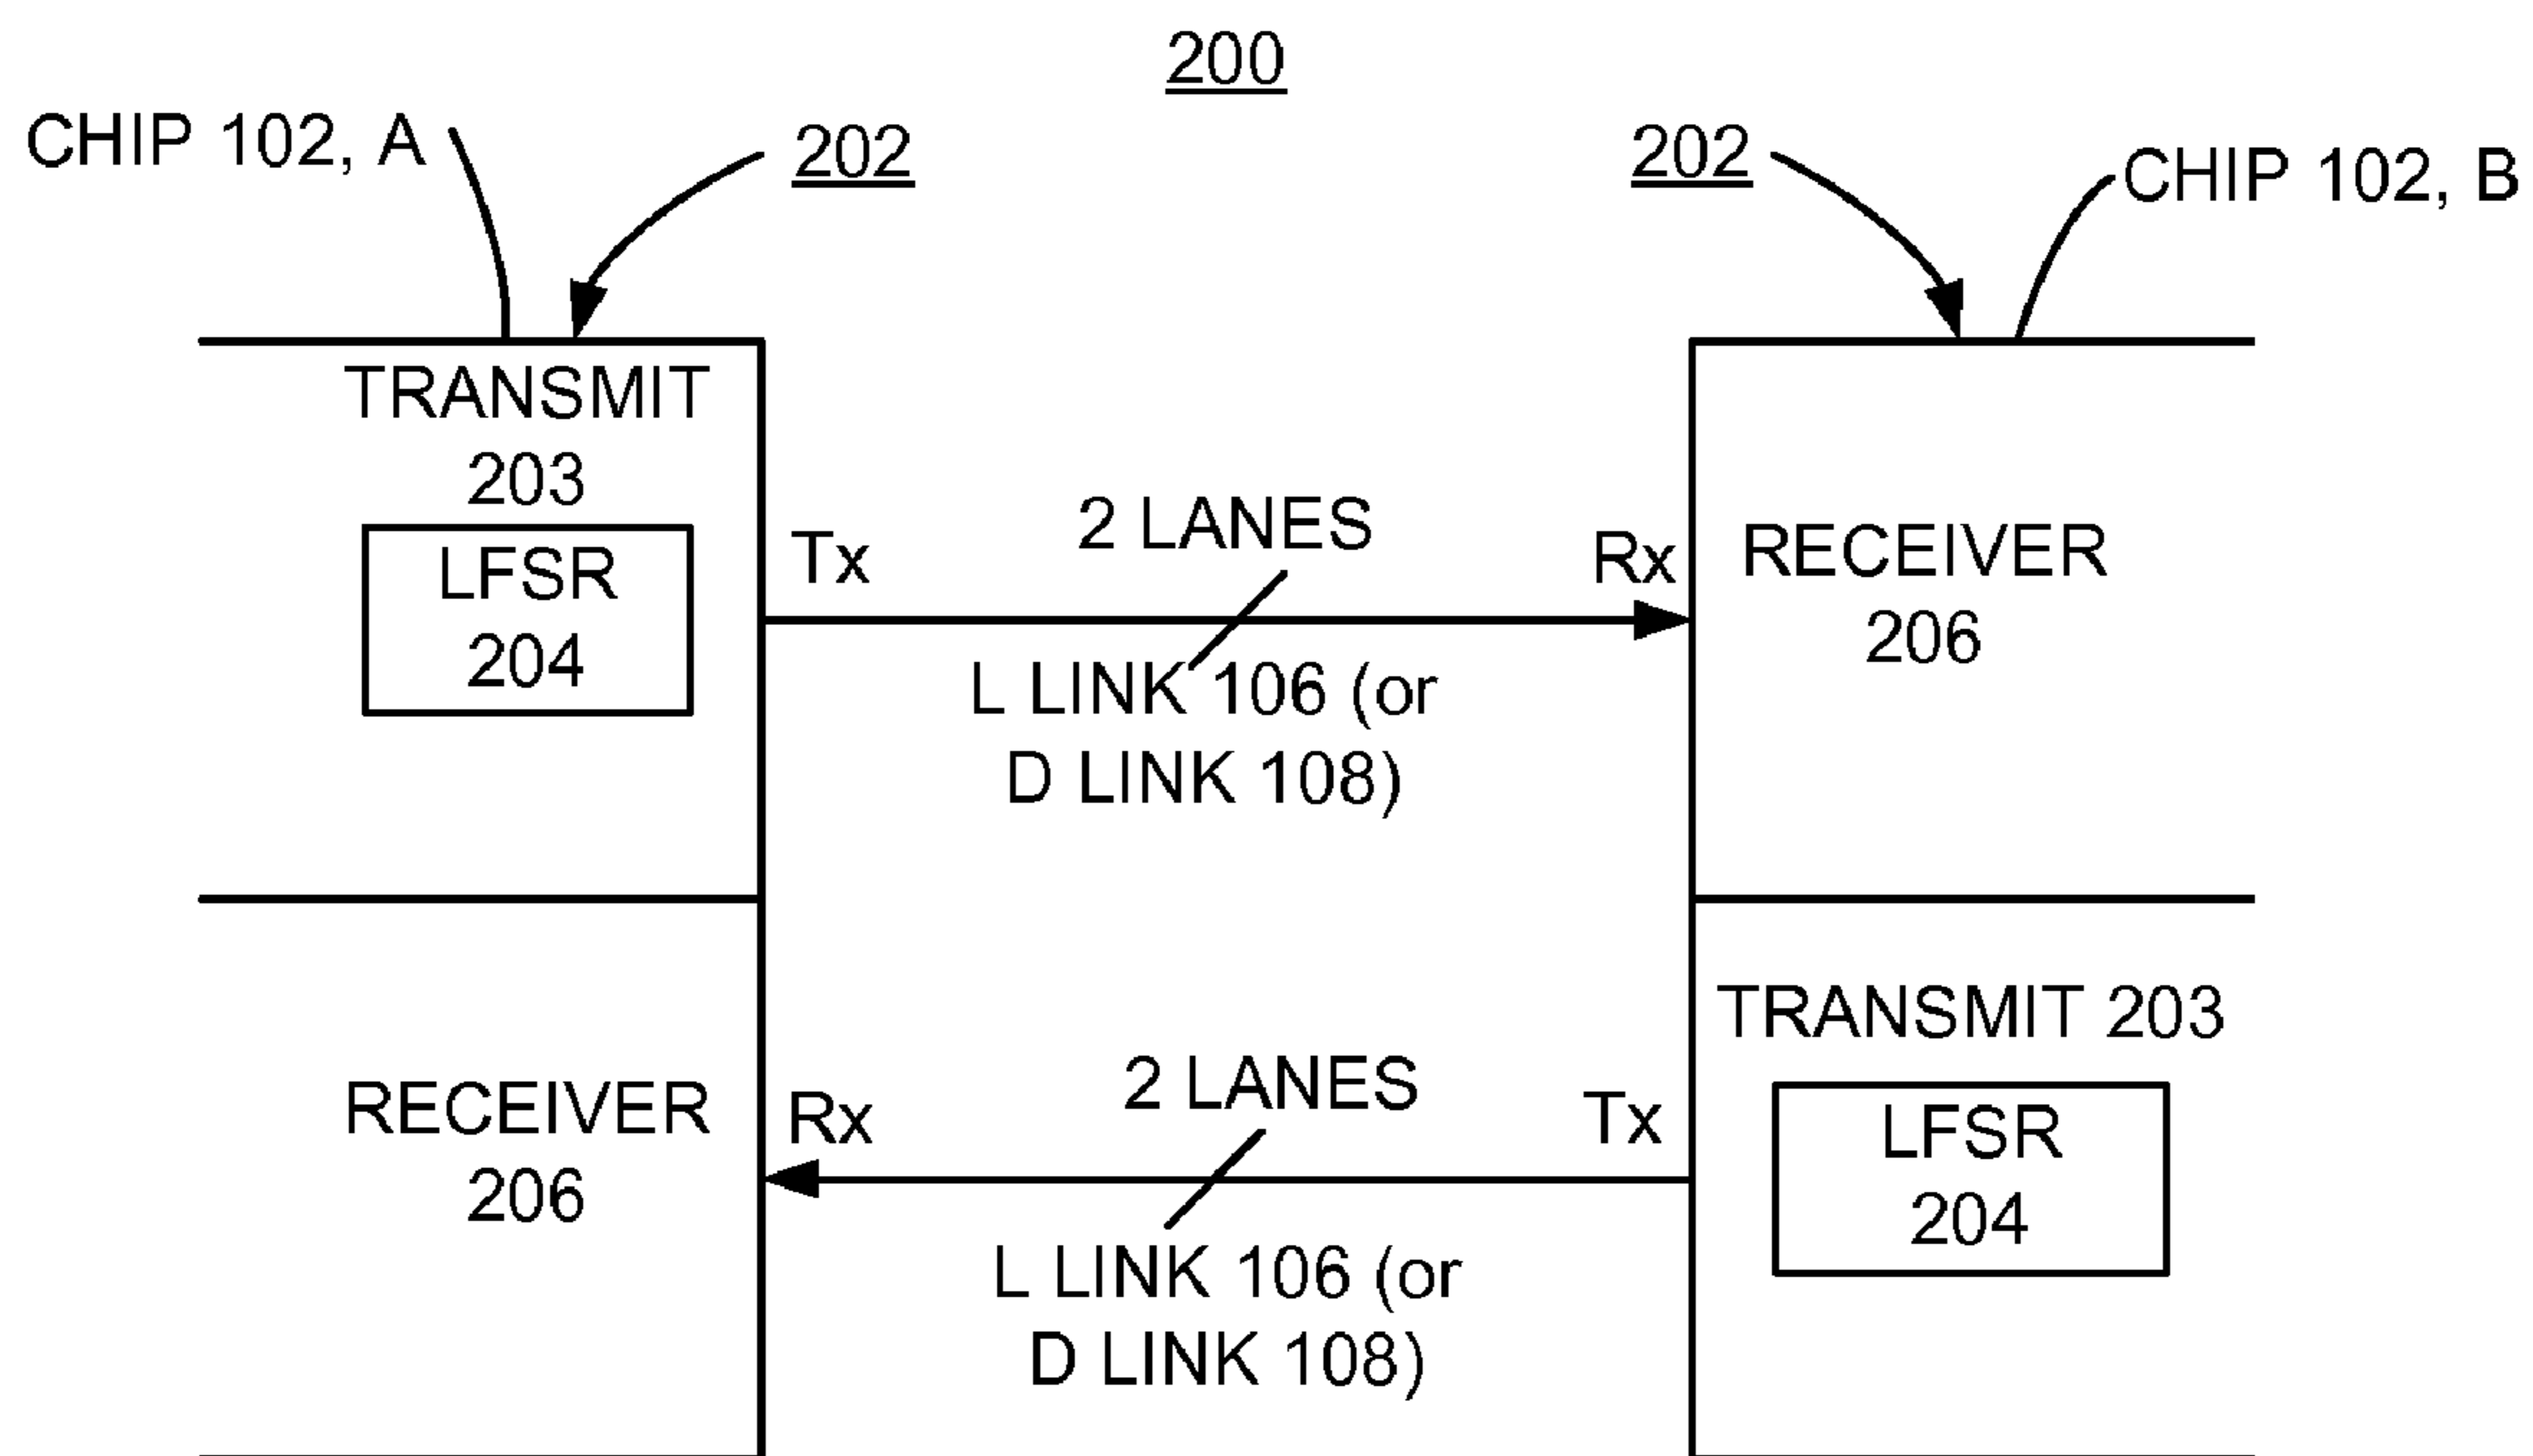 200
CHIP 102, A
202
202
CHIP 102, B
TRANSMIT
203
LFSR
204
Tx
2 LANES
Rx
L LINK 106 (or
D LINK 108)
RECEIVER
206
RECEIVER
206
Rx
2 LANES
Tx
L LINK 106 (or
D LINK 108)
TRANSMIT 203
LFSR
204